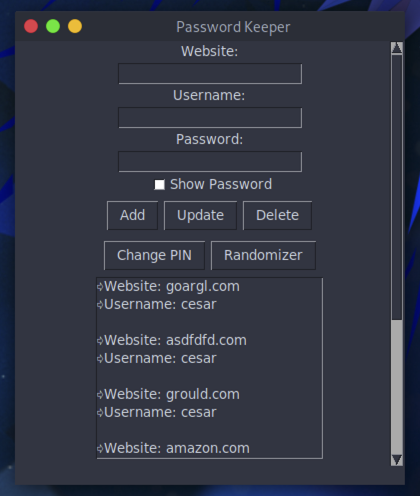 Password Keeper
Website:
Username:
Password:
Show Password
Add Update Delete
Change PIN Randomizer
➪Website: goargl.com
➪Username: cesar
➪Website: asdfdfd.com
➪Username: cesar
➪Website: grould.com
➪Username: cesar
➪Website: amazon.com